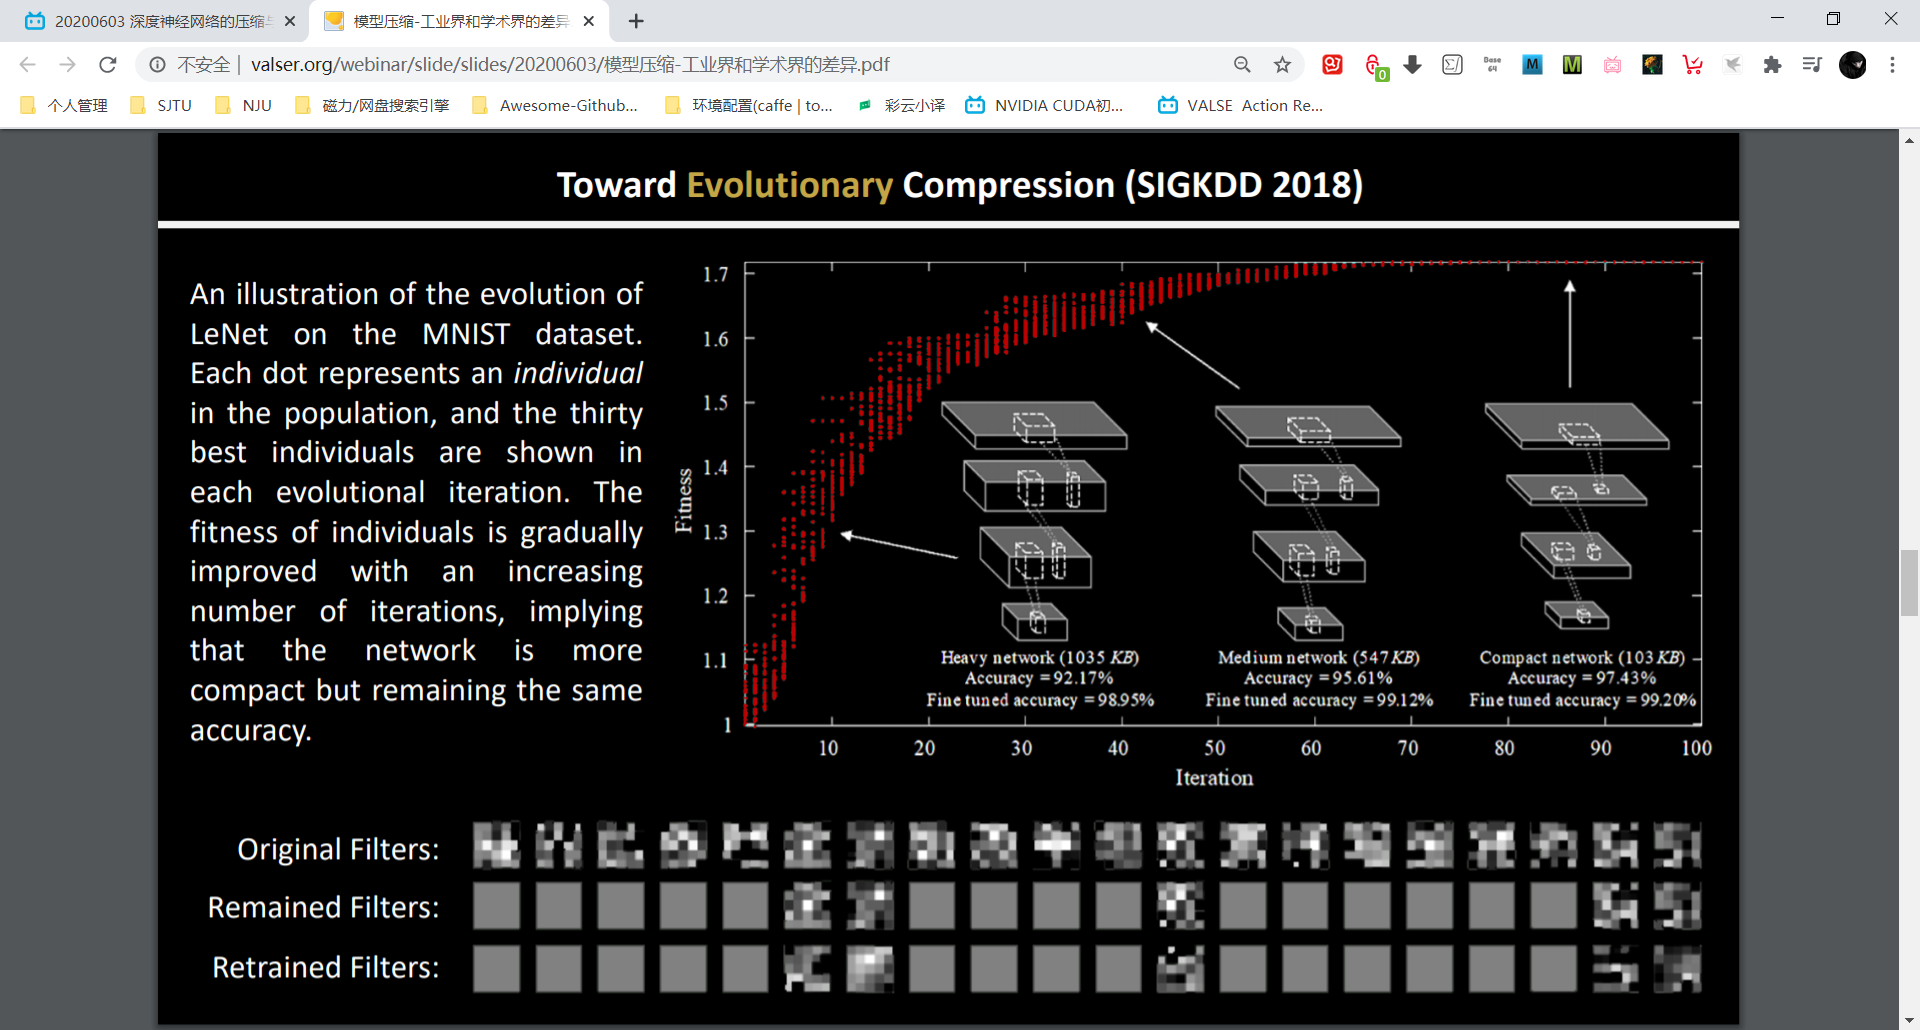 20200603 深度神经网络的压缩
模型压缩-工业界和学术界的差异
不安全 | valser.org/webinar/slide/slides/20200603/模型压缩-工业界和学术界的差异.pdf
0
Base 64
M
M
个人管理
SJTU
NJU
磁力/网盘搜索引擎
Awesome-Github...
环境配置(caffe | to...
彩云小译
NVIDIA CUDA初...
VALSE Action Re...
Toward Evolutionary Compression (SIGKDD 2018)
An illustration of the evolution of
LeNet on the MNIST dataset.
Each dot represents an individual
in the population, and the thirty
best individuals are shown in
each evolutional iteration. The
fitness of individuals is gradually
improved with an increasing
number of iterations, implying
that the network is more
compact but remaining the same
accuracy.
Fitness
1.7
1.6
1.5
1.4
1.3
1.2
1.1
1
10 20 30 40 50 60 70 80 90 100
Iteration
Heavy network (1035 KB)
Accuracy = 92.17%
Fine tuned accuracy = 98.95%
Medium network (547 KB)
Accuracy = 95.61%
Fine tuned accuracy = 99.12%
Compact network (103 KB)
Accuracy = 97.43%
Fine tuned accuracy = 99.20%
Original Filters:
Remained Filters:
Retrained Filters: